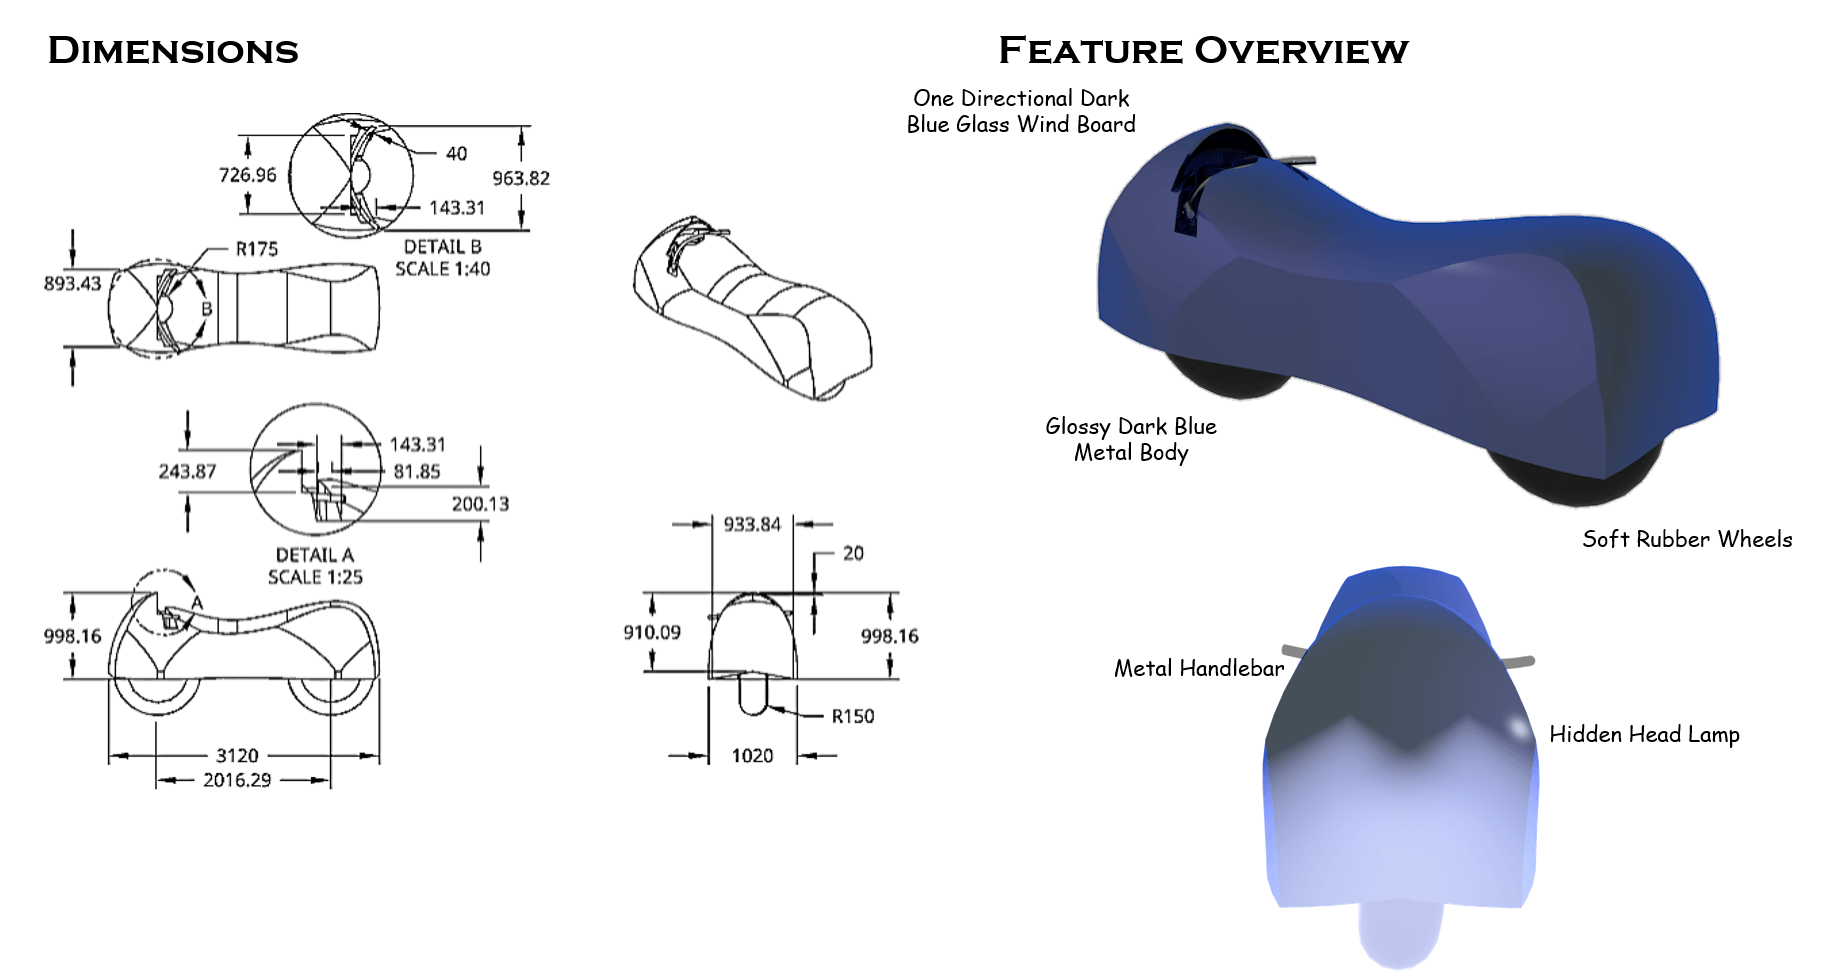 DIMENSIONS
FEATURE OVERVIEW
One Directional Dark
Blue Glass Wind Board
40
726.96
963.82
143.31
DETAIL B
SCALE 1:40
R175
893.43
B
143.31
243.87
81.85
200.13
DETAIL A
SCALE 1:25
A
998.16
3120
2016.29
933.84
20
910.09
998.16
R150
1020
Glossy Dark Blue
Metal Body
Soft Rubber Wheels
Metal Handlebar
Hidden Head Lamp